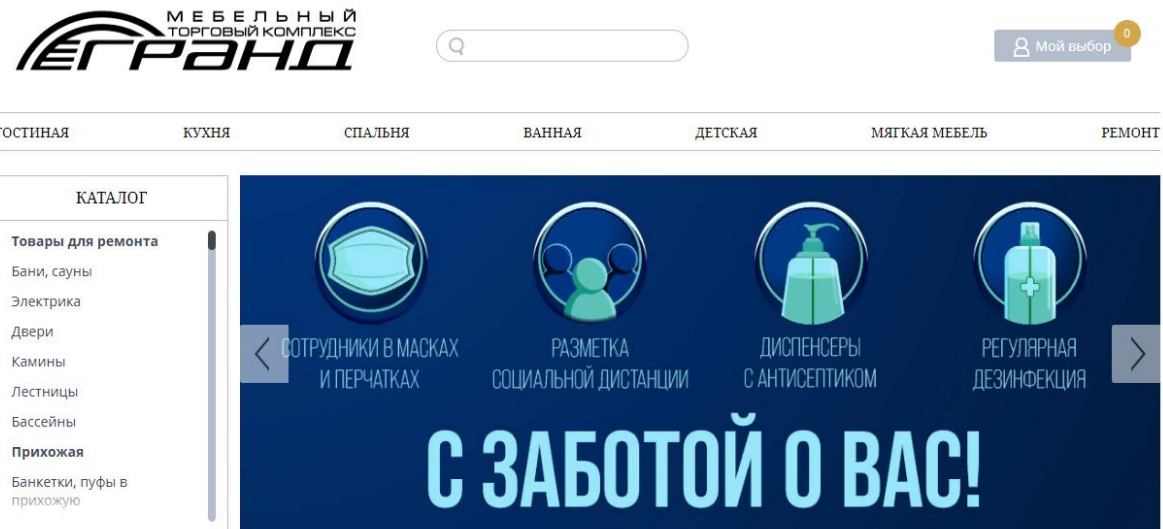 МЕБЕЛЬНЫЙ
ТОРГОВЫЙ КОМПЛЕКС
ГРАНД
Мой выбор
0
ГОСТИНАЯ КУХНЯ СПАЛЬНЯ ВАННАЯ ДЕТСКАЯ МЯГКАЯ МЕБЕЛЬ РЕМОНТ
КАТАЛОГ
Товары для ремонта
Бани, сауны
Электрика
Двери
Камины
Лестницы
Бассейны
Прихожая
Банкетки, пуфы в
прихожую
СОТРУДНИКИ В МАСКАХ
И ПЕРЧАТКАХ
РАЗМЕТКА
СОЦИАЛЬНОЙ ДИСТАНЦИИ
ДИСПЕНСЕРЫ
С АНТИСЕПТИКОМ
РЕГУЛЯРНАЯ
ДЕЗИНФЕКЦИЯ
С ЗАБОТОЙ О ВАС!